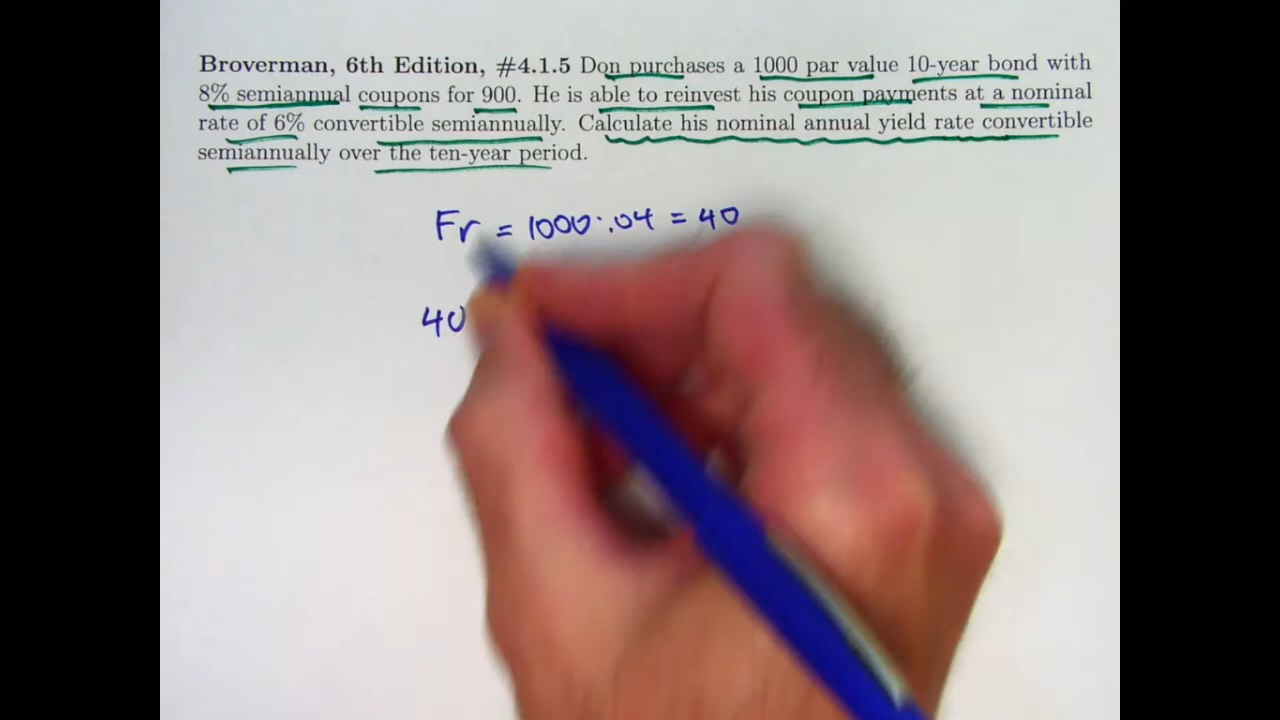 Broverman, 6th Edition, #4.1.5 Don purchases a 1000 par value 10-year bond with
8% semiannual coupons for 900. He is able to reinvest his coupon payments at a nominal
rate of 6% convertible semiannually. Calculate his nominal annual yield rate convertible
semiannually over the ten-year period.
Fr = 1000 · .04 = 40
40